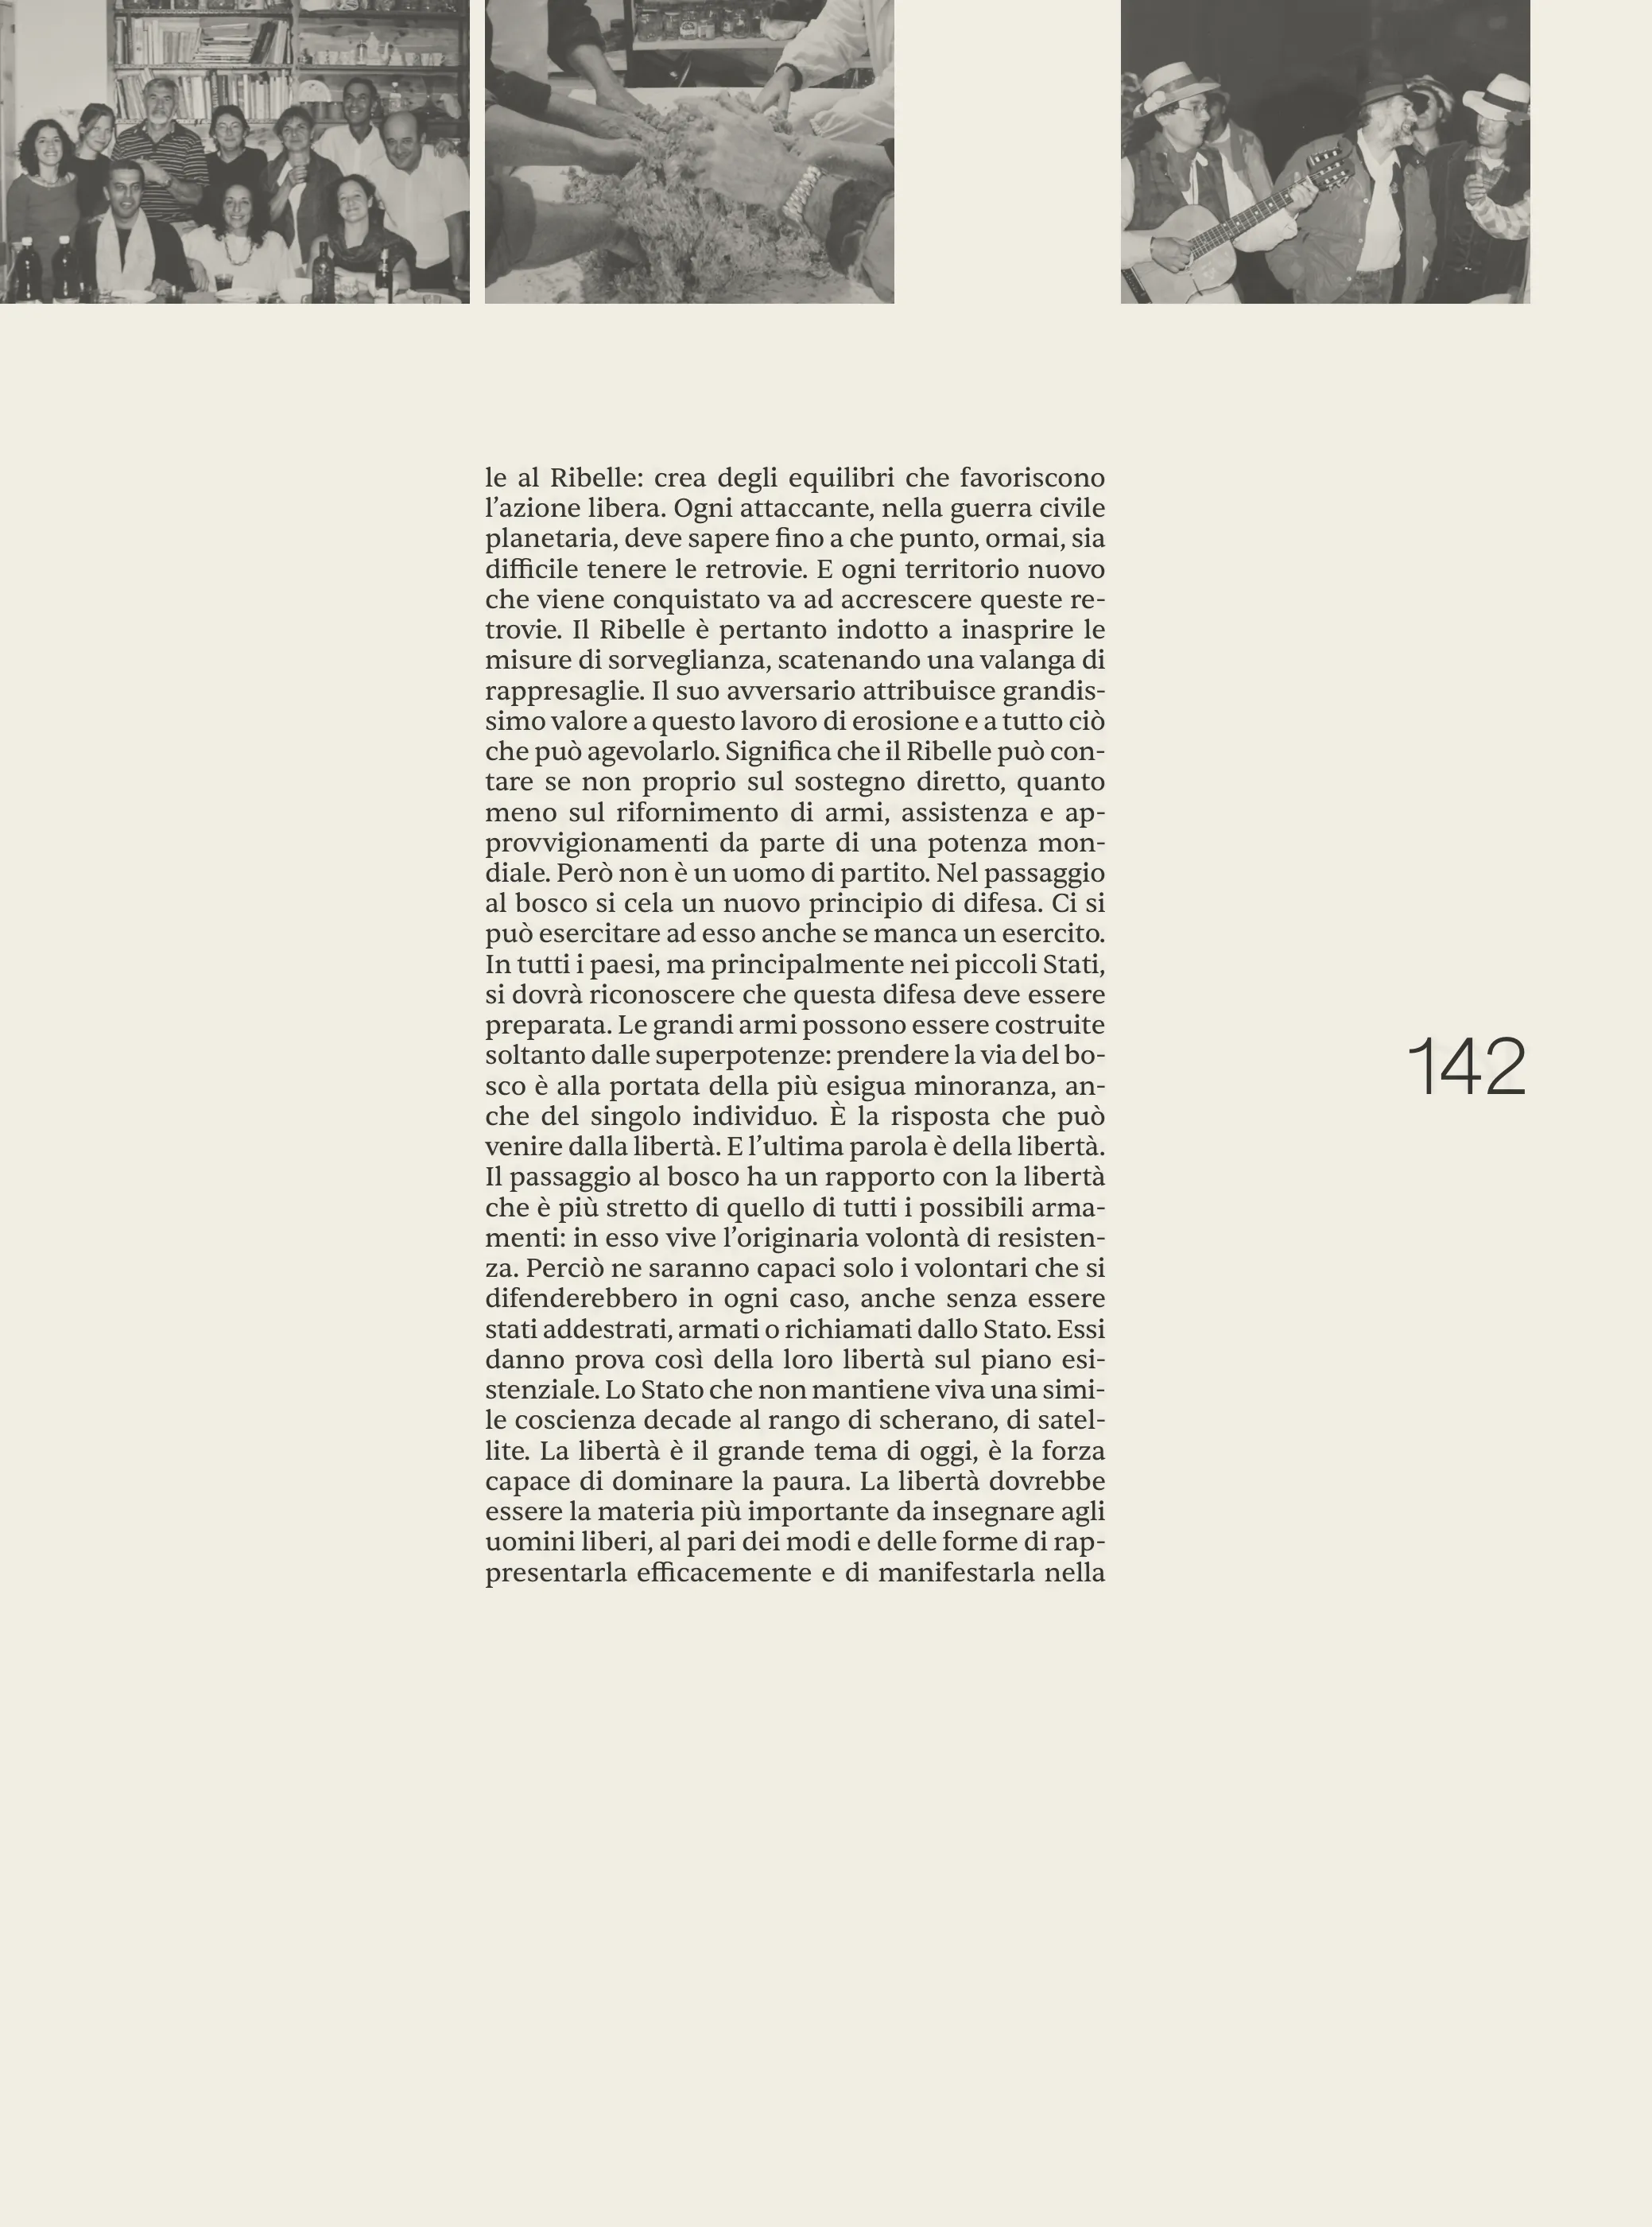 le al Ribelle: crea degli equilibri che favoriscono
l’azione libera. Ogni attaccante, nella guerra civile
planetaria, deve sapere fino a che punto, ormai, sia
difficile tenere le retrovie. E ogni territorio nuovo
che viene conquistato va ad accrescere queste re-
trovie. Il Ribelle è pertanto indotto a inasprire le
misure di sorveglianza, scatenando una valanga di
rappresaglie. Il suo avversario attribuisce grandis-
simo valore a questo lavoro di erosione e a tutto ciò
che può agevolarlo. Significa che il Ribelle può con-
tare se non proprio sul sostegno diretto, quanto
meno sul rifornimento di armi, assistenza e ap-
provvigionamenti da parte di una potenza mon-
diale. Però non è un uomo di partito. Nel passaggio
al bosco si cela un nuovo principio di difesa. Ci si
può esercitare ad esso anche se manca un esercito.
In tutti i paesi, ma principalmente nei piccoli Stati,
si dovrà riconoscere che questa difesa deve essere
preparata. Le grandi armi possono essere costruite
soltanto dalle superpotenze: prendere la via del bo-
sco è alla portata della più esigua minoranza, an-
che del singolo individuo. È la risposta che può
venire dalla libertà. E l’ultima parola è della libertà.
Il passaggio al bosco ha un rapporto con la libertà
che è più stretto di quello di tutti i possibili arma-
menti: in esso vive l’originaria volontà di resisten-
za. Perciò ne saranno capaci solo i volontari che si
difenderebbero in ogni caso, anche senza essere
stati addestrati, armati o richiamati dallo Stato. Essi
danno prova così della loro libertà sul piano esi-
stenziale. Lo Stato che non mantiene viva una simi-
le coscienza decade al rango di scherano, di satel-
lite. La libertà è il grande tema di oggi, è la forza
capace di dominare la paura. La libertà dovrebbe
essere la materia più importante da insegnare agli
uomini liberi, al pari dei modi e delle forme di rap-
presentarla efficacemente e di manifestarla nella
142